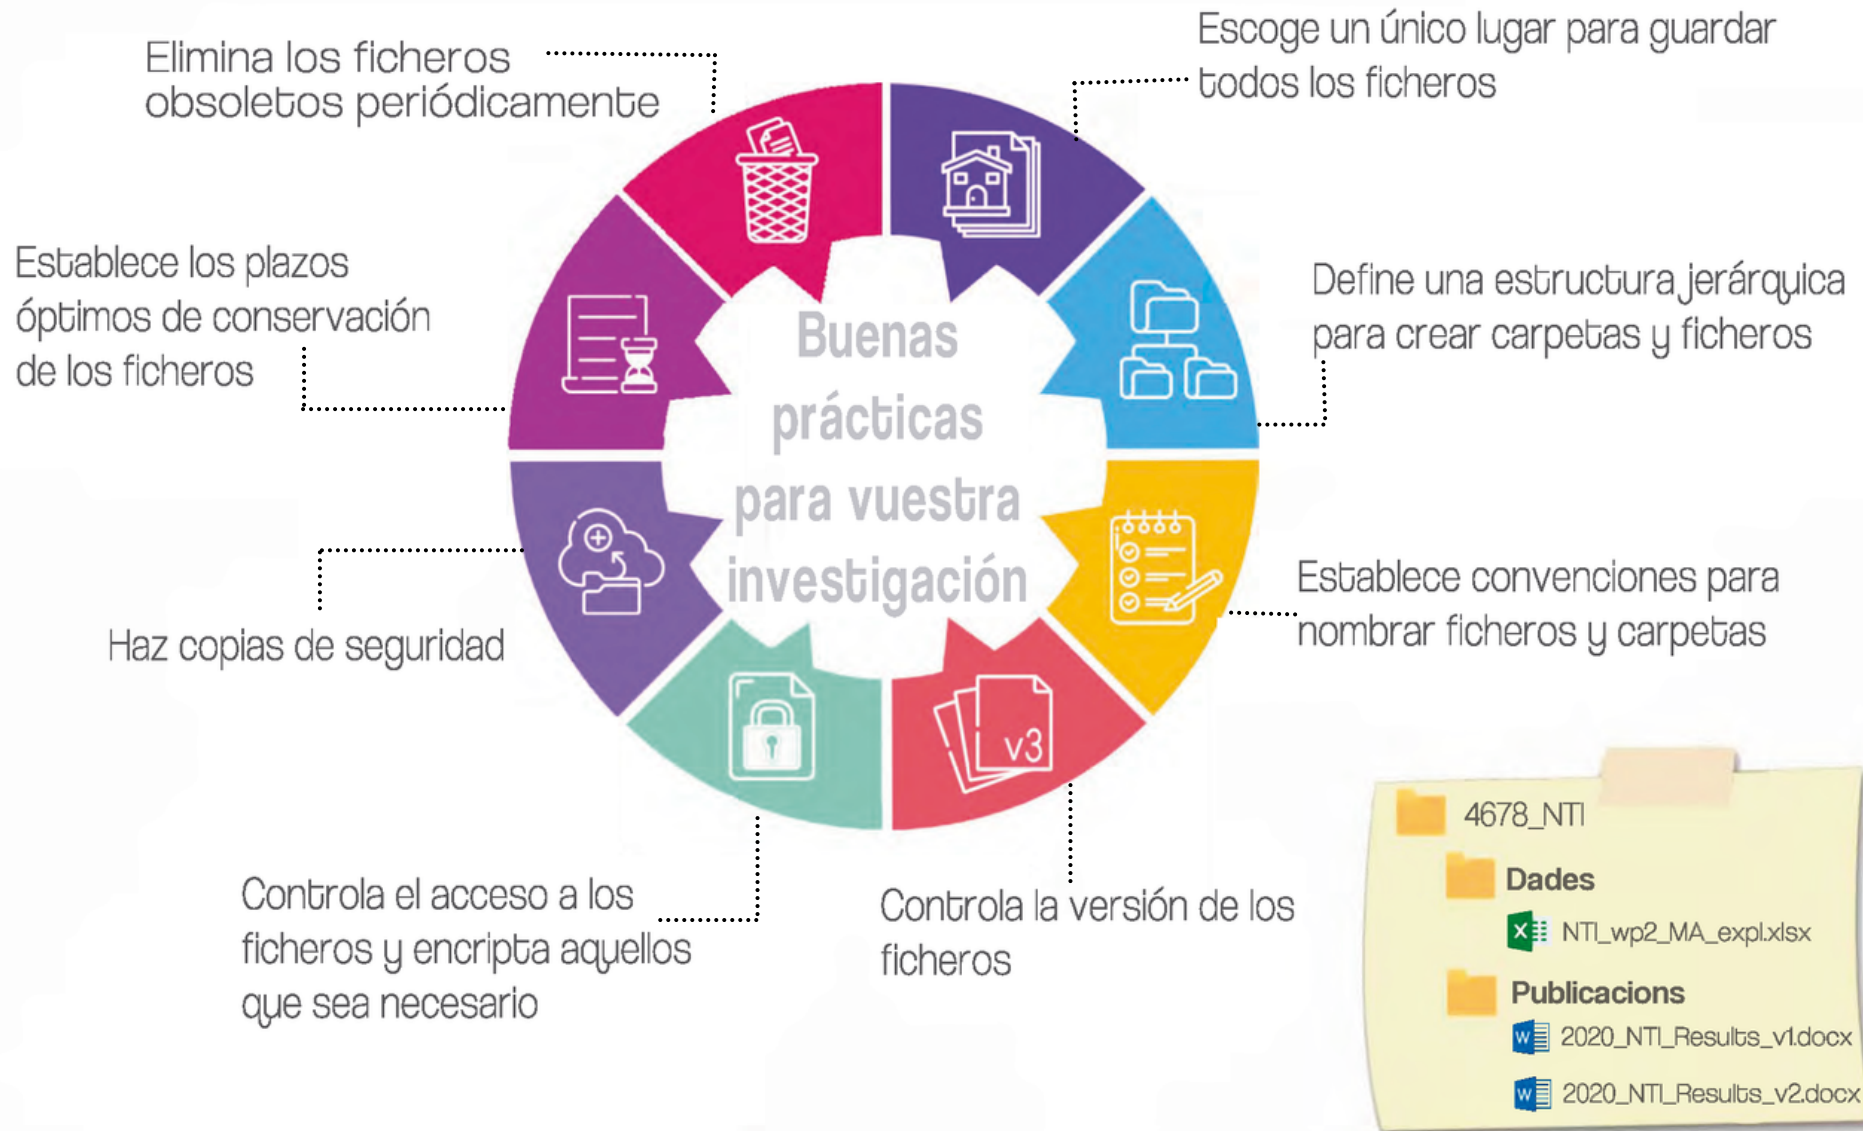 Elimina los ficheros
obsoletos periódicamente
Escoge un único lugar para guardar
todos los ficheros
Establece los plazos
óptimos de conservación
de los ficheros
Define una estructura jerárquica
para crear carpetas y ficheros
Buenas
prácticas
para vuestra
investigación
Haz copias de seguridad
Establece convenciones para
nombrar ficheros y carpetas
v3
Controla el acceso a los
ficheros y encripta aquellos
que sea necesario
Controla la versión de los
ficheros
4678_NTI
Dades
X
NTI_wp2_MA_expl.xlsx
Publicacions
W
2020_NTI_Results_v1.docx
W
2020_NTI_Results_v2.docx